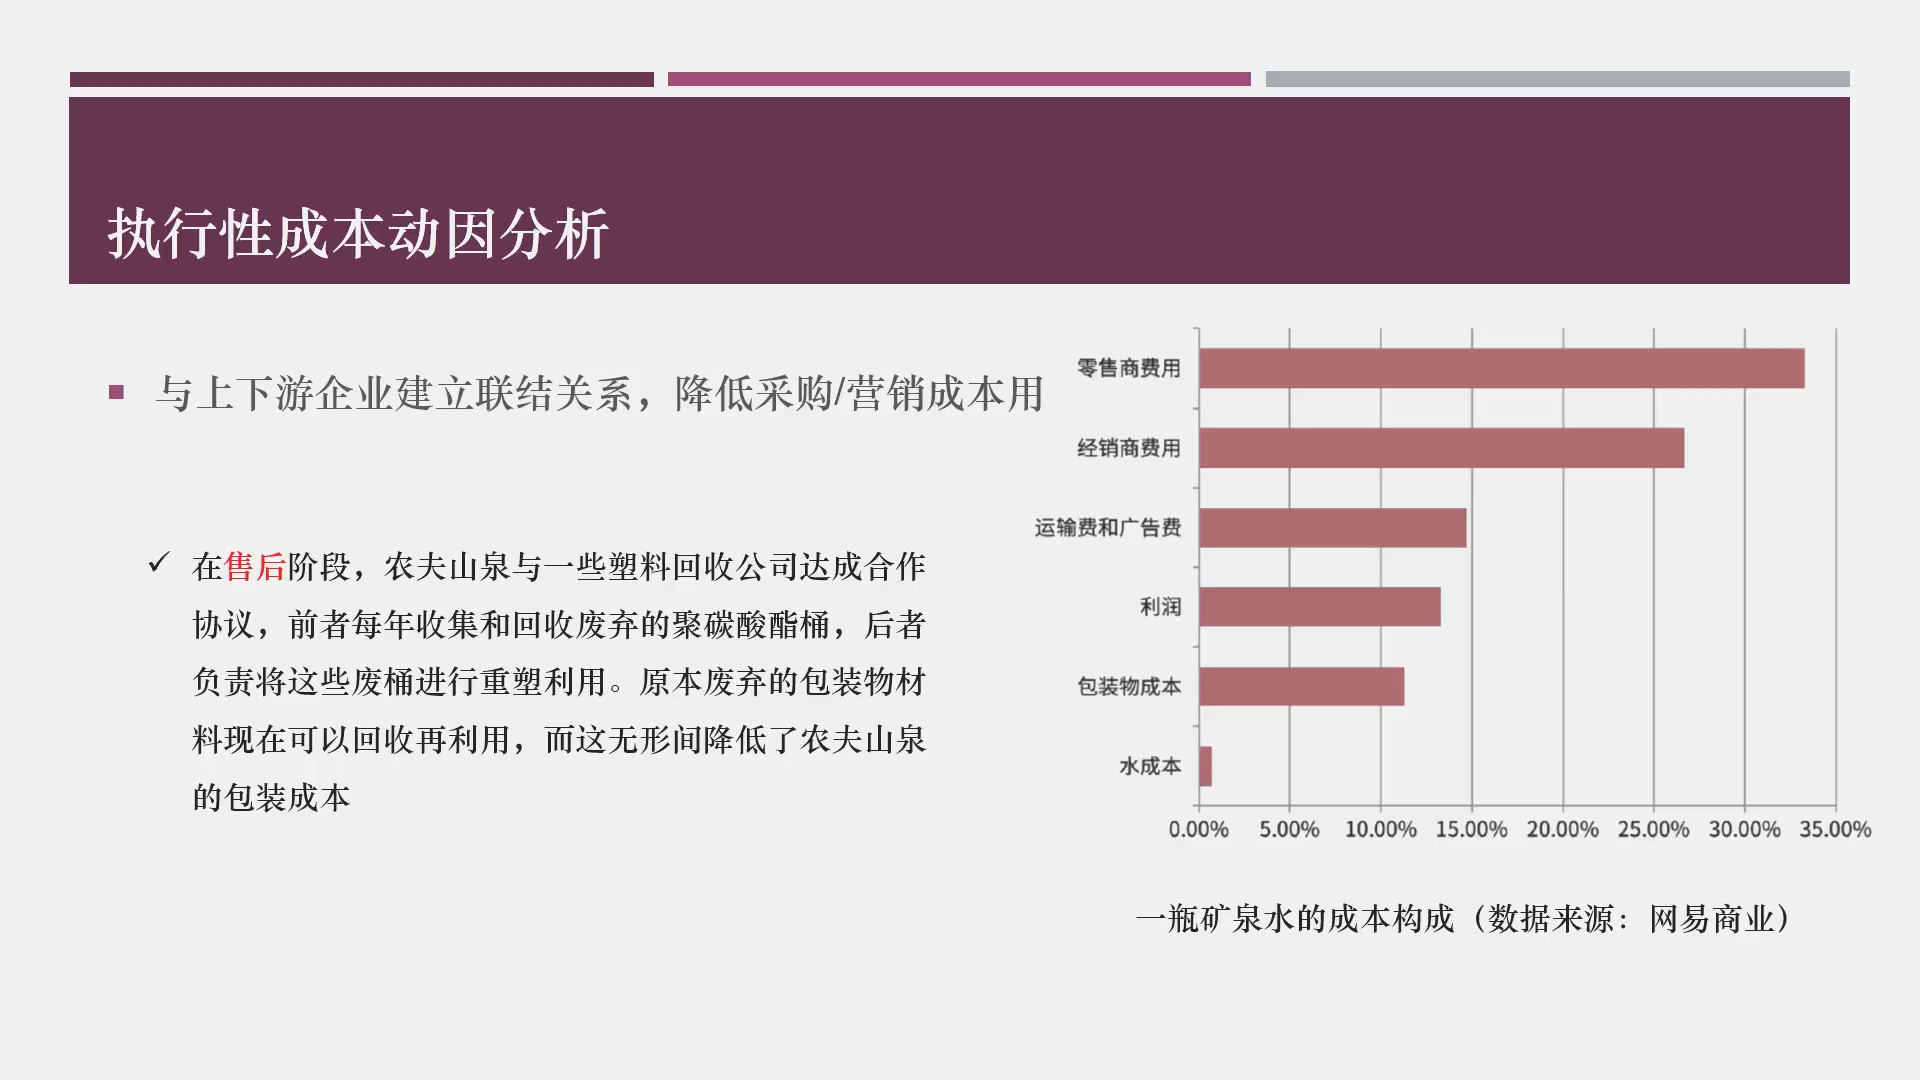 执行性成本动因分析
与上下游企业建立联结关系，降低采购/营销成本用
在售后阶段，农夫山泉与一些塑料回收公司达成合作
协议，前者每年收集和回收废弃的聚碳酸酯桶，后者
负责将这些废桶进行重塑利用。原本废弃的包装物材
料现在可以回收再利用，而这无形间降低了农夫山泉
的包装成本
零售商费用
经销商费用
运输费和广告费
利润
包装物成本
水成本
0.00% 5.00% 10.00% 15.00% 20.00% 25.00% 30.00% 35.00%
一瓶矿泉水的成本构成（数据来源：网易商业）